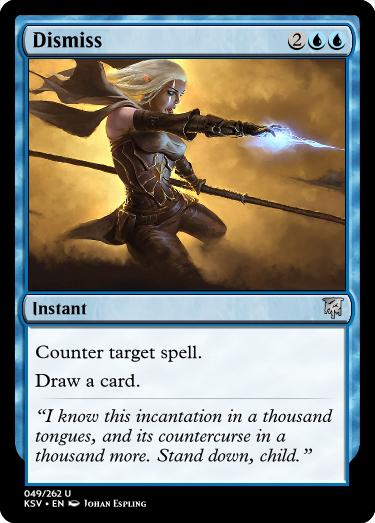 Dismiss 2
Instant
Counter target spell.
Draw a card.
“I know this incantation in a thousand
tongues, and its countercurse in a
thousand more. Stand down, child.”
049/262 U
KSV • EN Johan Espling